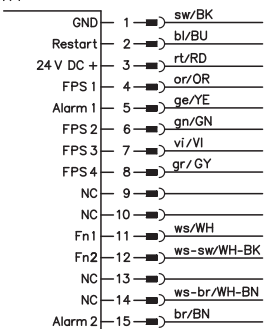 GND 1 sw/BK
Restart 2 bl/BU
24V DC + 3 rt/RD
FPS 1 4 or/OR
Alarm 1 5 ge/YE
FPS 2 6 gn/GN
FPS 3 7 vi/VI
FPS 4 8 gr/GY
NC 9
NC 10
Fn1 11 ws/WH
Fn2 12 ws-sw/WH-BK
NC 13
NC 14 ws-br/WH-BN
Alarm 2 15 br/BN